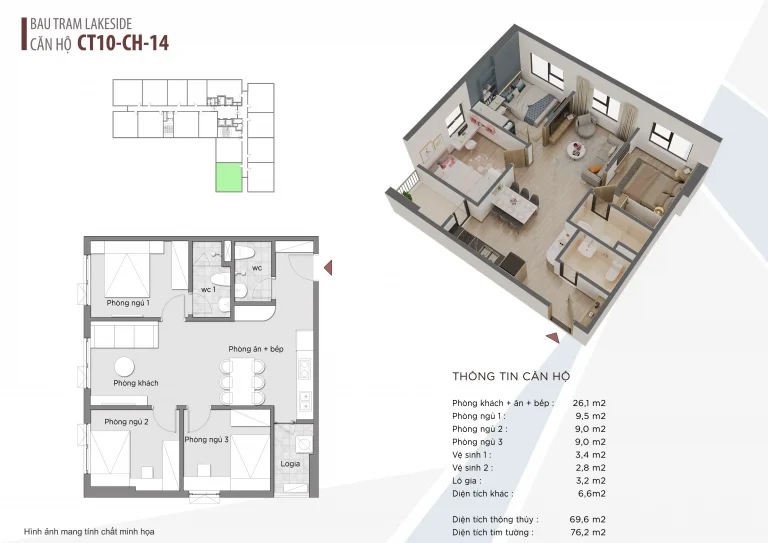 BAU TRAM LAKESIDE
CĂN HỘ CT10-CH-14
wc
wc 1
Phòng ngủ 1
Phòng ăn + bếp
Phòng khách
Phòng ngủ 2
Phòng ngủ 3
Logia
THÔNG TIN CĂN HỘ
Phòng khách + ăn + bếp : 26,1 m2
Phòng ngủ 1 : 9,5 m2
Phòng ngủ 2 : 9,0 m2
Phòng ngủ 3 9,0 m2
Vệ sinh 1 : 3,4 m2
Vệ sinh 2 : 2,8 m2
Lô gia : 3,2 m2
Diện tích khác : 6,6m2
Diện tích thông thủy : 69,6 m2
Diện tích tim tường : 76,2 m2
Hình ảnh mang tính chất minh họa